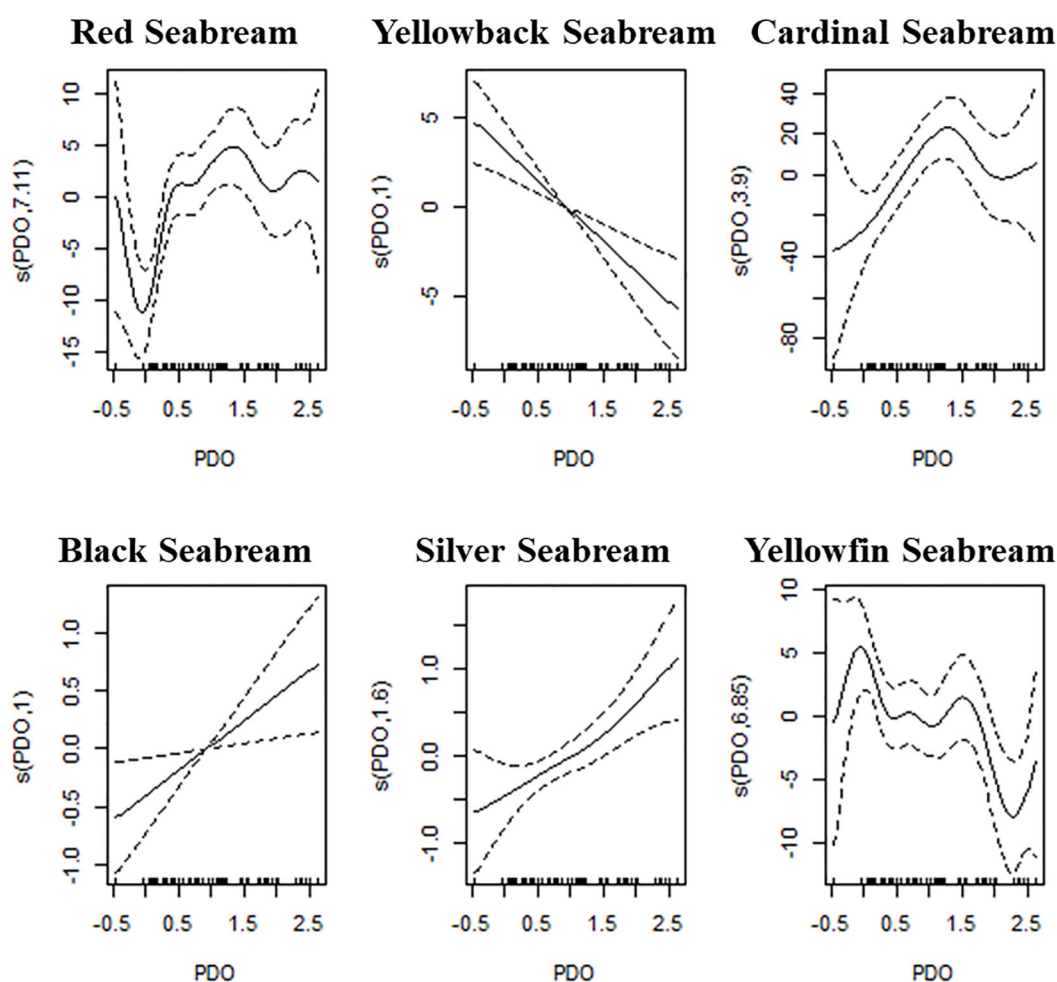 Red Seabream
Yellowback Seabream
Cardinal Seabream
s(PDO,7.11)
10
5
0
-5
-10
-15
-0.5
0.5
1.5
2.5
PDO
s(PDO,1)
5
0
-5
-0.5
0.5
1.5
2.5
PDO
s(PDO,3.9)
40
20
0
-40
-80
-0.5
0.5
1.5
2.5
PDO
Black Seabream
Silver Seabream
Yellowfin Seabream
s(PDO,1)
1.0
0.5
0.0
-0.5
-1.0
-0.5
0.5
1.5
2.5
PDO
s(PDO,1.6)
1.0
0.0
-1.0
-0.5
0.5
1.5
2.5
PDO
s(PDO,6.85)
10
5
0
-5
-10
-0.5
0.5
1.5
2.5
PDO